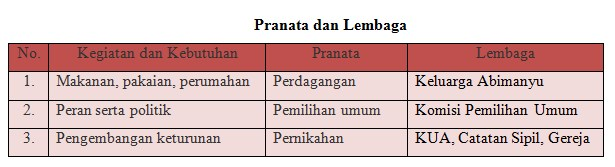 Pranata dan Lembaga
No. Kegiatan dan Kebutuhan Pranata Lembaga
1. Makanan, pakaian, perumahan Perdagangan Keluarga Abimanyu
2. Peran serta politik Pemilihan umum Komisi Pemilihan Umum
3. Pengembangan keturunan Pernikahan KUA, Catatan Sipil, Gereja